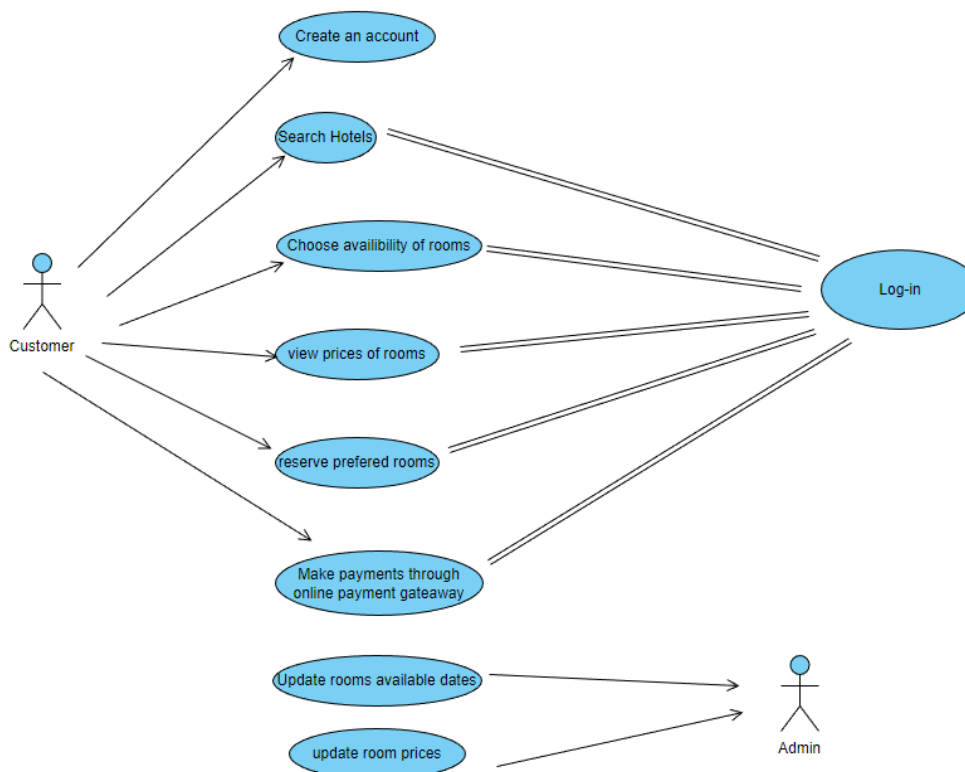 Create an account
Search Hotels
Choose availibility of rooms
Log-in
Customer
view prices of rooms
reserve prefered rooms
Make payments through
online payment gateaway
Update rooms available dates
Admin
update room prices